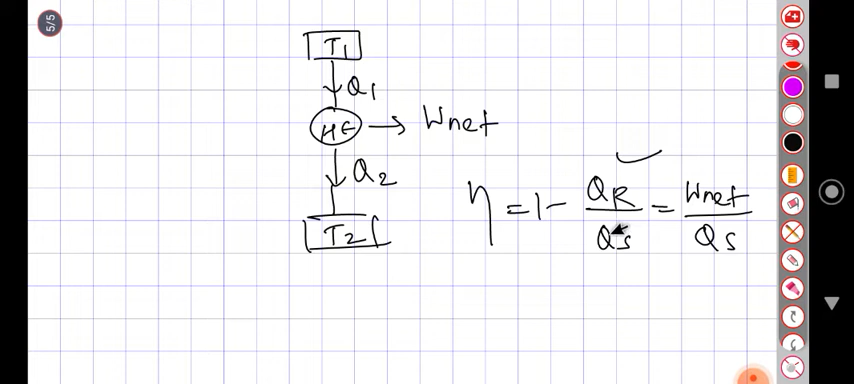 5/5
T1
Q1
HE → Wnet
Q2
T2
η = 1 - QR/QS = Wnet/QS